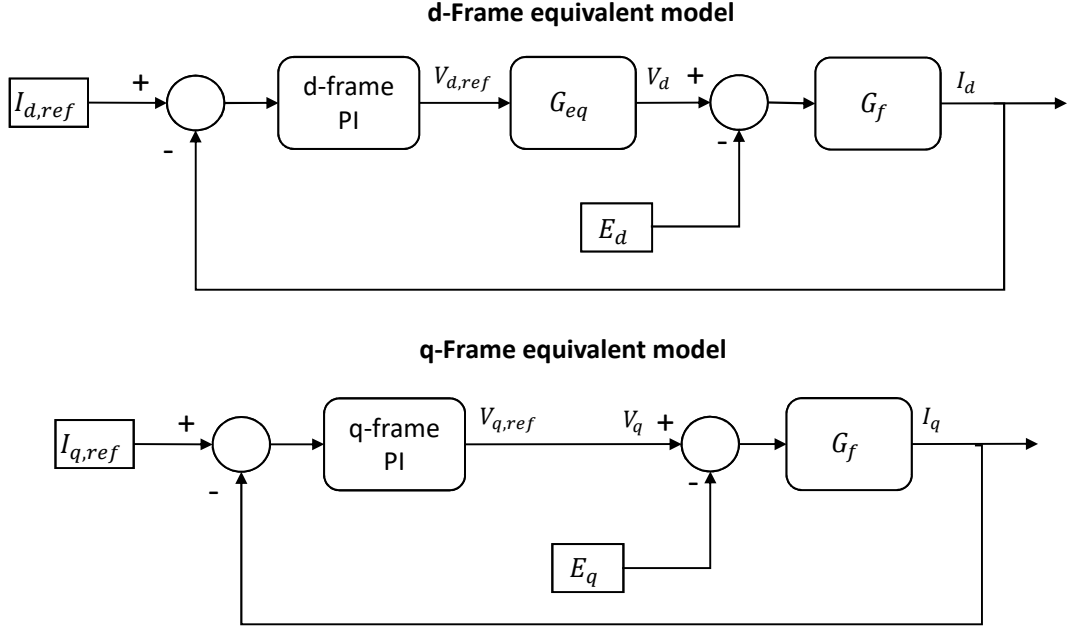 d-Frame equivalent model
I_{d,ref}
+
-
d-frame
PI
V_{d,ref}
G_{eq}
V_d
+
-
G_f
I_d
E_d
q-Frame equivalent model
I_{q,ref}
+
-
q-frame
PI
V_{q,ref}
V_q
+
-
G_f
I_q
E_q